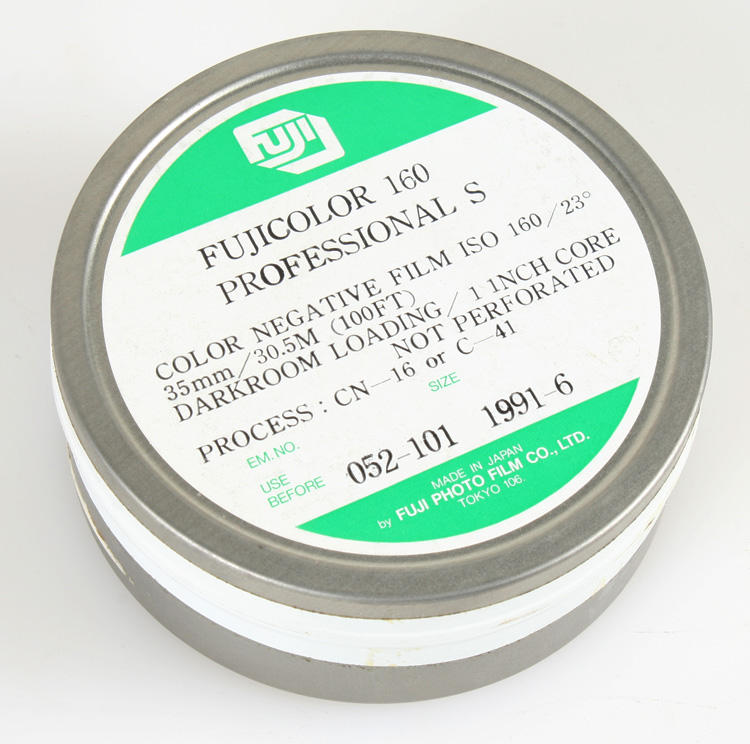 FUJI
FUJICOLOR 160
PROFESSIONAL S
COLOR NEGATIVE FILM ISO 160/23°
35mm/30.5M (100FT)
DARKROOM LOADING/1 1NCH CORE
NOT PERFORATED
PROCESS : CN—16 or C—41
EM. NO. SIZE
USE
BEFORE 052-101 1991-6
MADE IN JAPAN
by FUJI PHOTO FILM CO., LTD.
TOKYO 106.